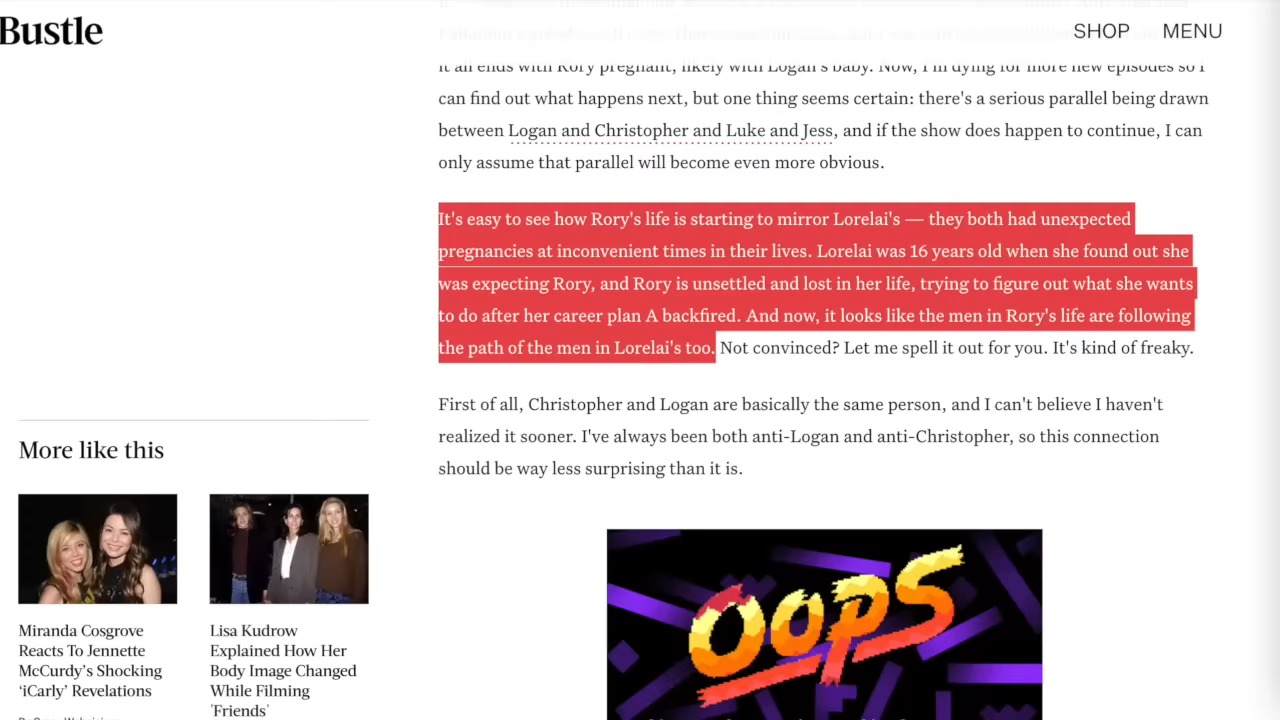 Bustle
SHOP MENU
it all ends with Rory pregnant, likely with Logan's baby. Now, I'm dying for more new episodes so I
can find out what happens next, but one thing seems certain: there's a serious parallel being drawn
between Logan and Christopher and Luke and Jess, and if the show does happen to continue, I can
only assume that parallel will become even more obvious.
It's easy to see how Rory's life is starting to mirror Lorelai's — they both had unexpected
pregnancies at inconvenient times in their lives. Lorelai was 16 years old when she found out she
was expecting Rory, and Rory is unsettled and lost in her life, trying to figure out what she wants
to do after her career plan A backfired. And now, it looks like the men in Rory's life are following
the path of the men in Lorelai's too. Not convinced? Let me spell it out for you. It's kind of freaky.
First of all, Christopher and Logan are basically the same person, and I can't believe I haven't
realized it sooner. I've always been both anti-Logan and anti-Christopher, so this connection
should be way less surprising than it is.
OOPS
More like this
Miranda Cosgrove
Reacts To Jennette
McCurdy’s Shocking
‘iCarly’ Revelations
Lisa Kudrow
Explained How Her
Body Image Changed
While Filming
'Friends'